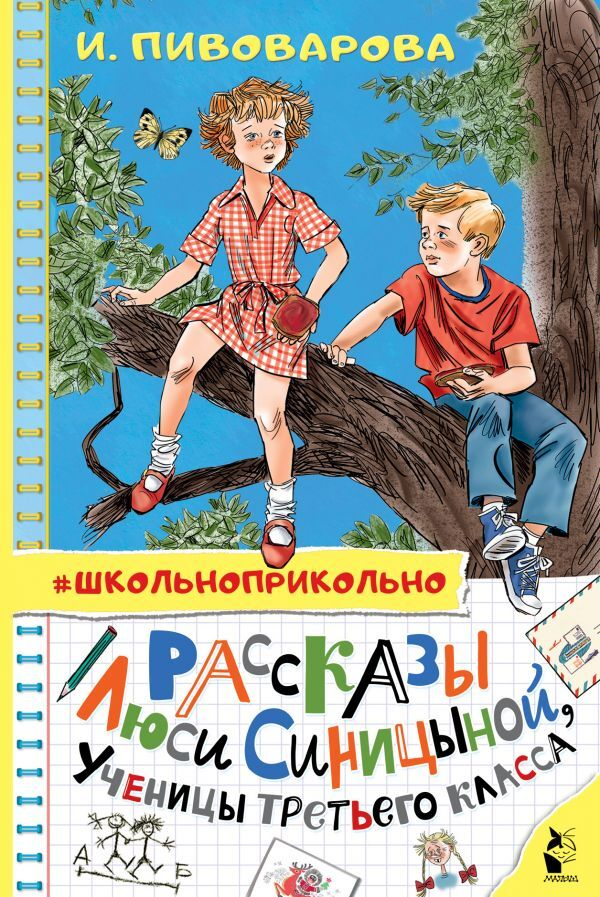 И. ПИВОВАРОВА
#ШКОЛЬНОПРИКОЛЬНО
РАССКАЗЫ
ЛЮСИ СИНИЦЫНОЙ,
УЧЕНИЦЫ ТРЕТЬЕГО КЛАССА
А Б